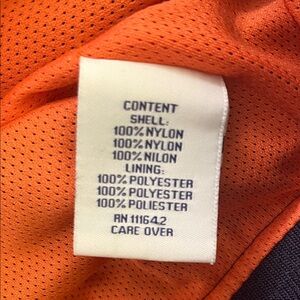 CONTENT
SHELL:
100% NYLON
100% NYLON
100% NILON
LINING:
100% POLYESTER
100% POLYESTER
100% POLIESTER
RN 111642
CARE OVER